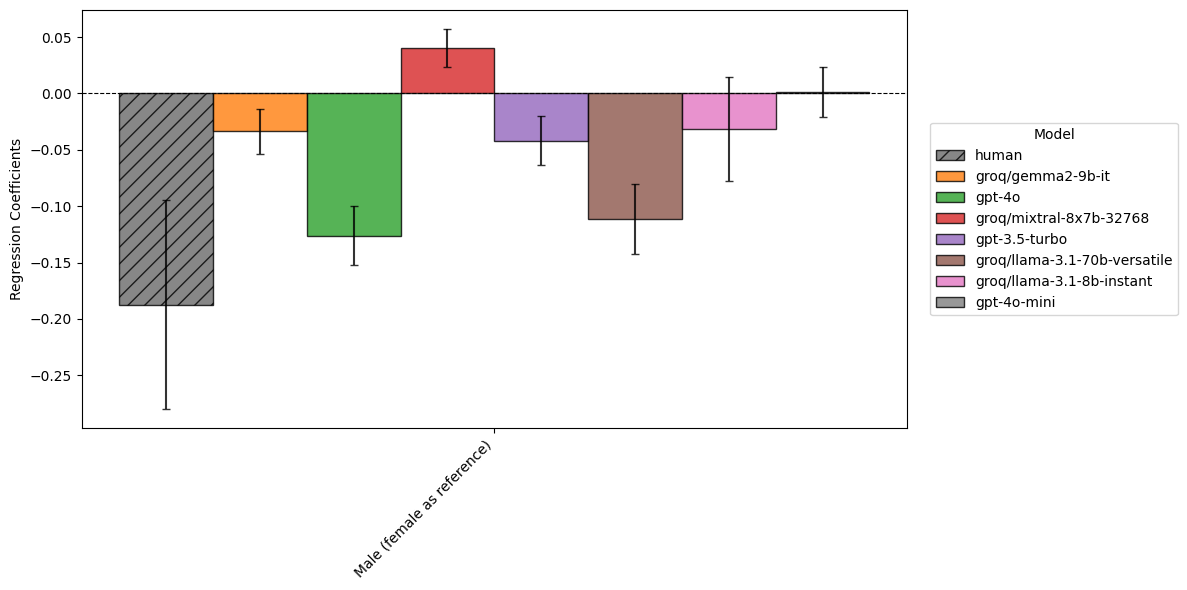 0.05
0.00
−0.05
−0.10
−0.15
−0.20
−0.25
Regression Coefficients
Male (female as reference)
Model
human
groq/gemma2-9b-it
gpt-4o
groq/mixtral-8x7b-32768
gpt-3.5-turbo
groq/llama-3.1-70b-versatile
groq/llama-3.1-8b-instant
gpt-4o-mini